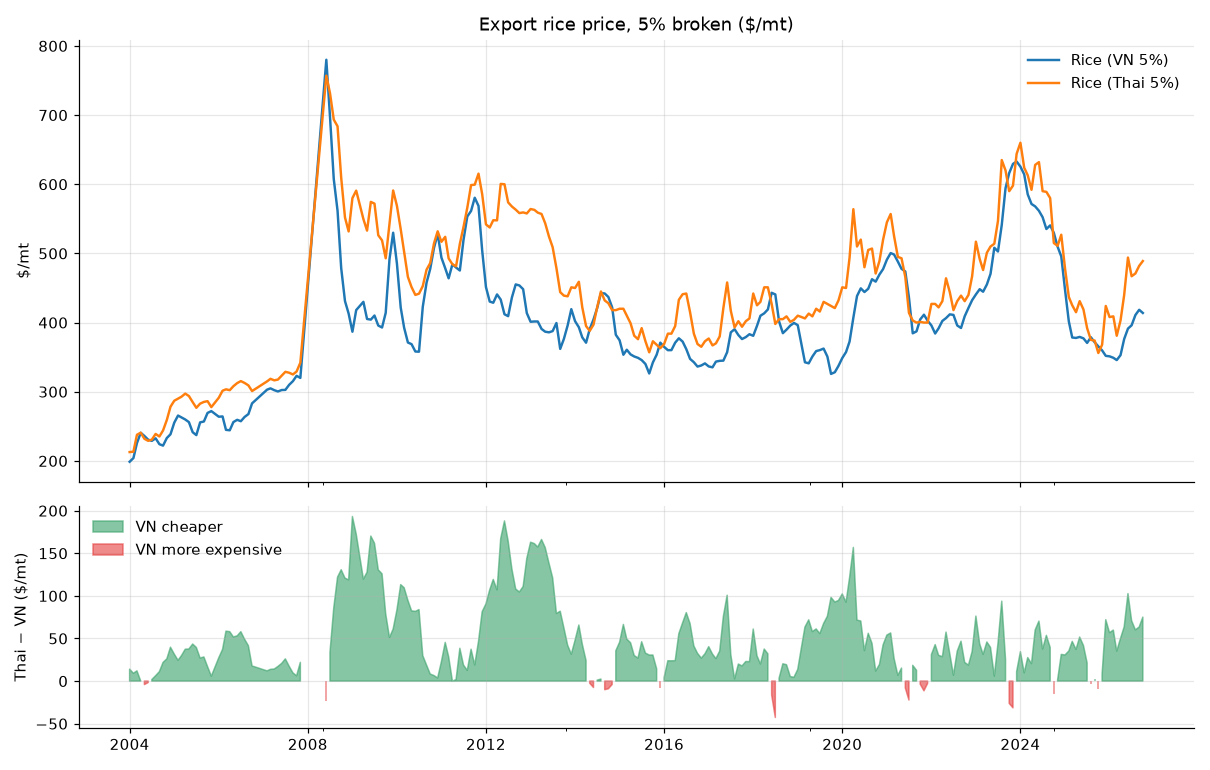 Export rice price, 5% broken ($/mt)
800
700
600
500
400
300
200
$/mt
Rice (VN 5%)
Rice (Thai 5%)
200
150
100
50
0
−50
Thai − VN ($/mt)
VN cheaper
VN more expensive
2004
2008
2012
2016
2020
2024